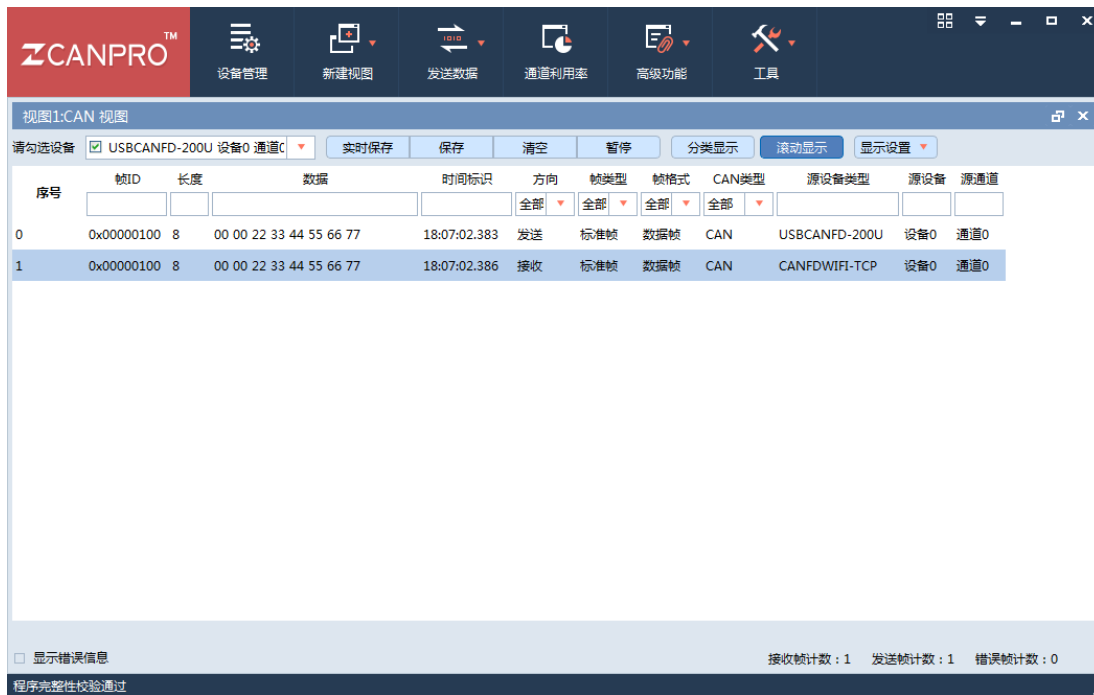 ZCANPRO™
设备管理 新建视图 发送数据 通道利用率 高级功能 工具
视图1:CAN 视图
请勾选设备 USBCANFD-200U 设备0 通道0 实时保存 保存 清空 暂停 分类显示 滚动显示 显示设置
序号 帧ID 长度 数据 时间标识 方向 帧类型 帧格式 CAN类型 源设备类型 源设备 源通道
全部 全部 全部 全部
0 0x00000100 8 00 00 22 33 44 55 66 77 18:07:02.383 发送 标准帧 数据帧 CAN USBCANFD-200U 设备0 通道0
1 0x00000100 8 00 00 22 33 44 55 66 77 18:07:02.386 接收 标准帧 数据帧 CAN CANFDWIFI-TCP 设备0 通道0
显示错误信息 接收帧计数：1 发送帧计数：1 错误帧计数：0
程序完整性校验通过